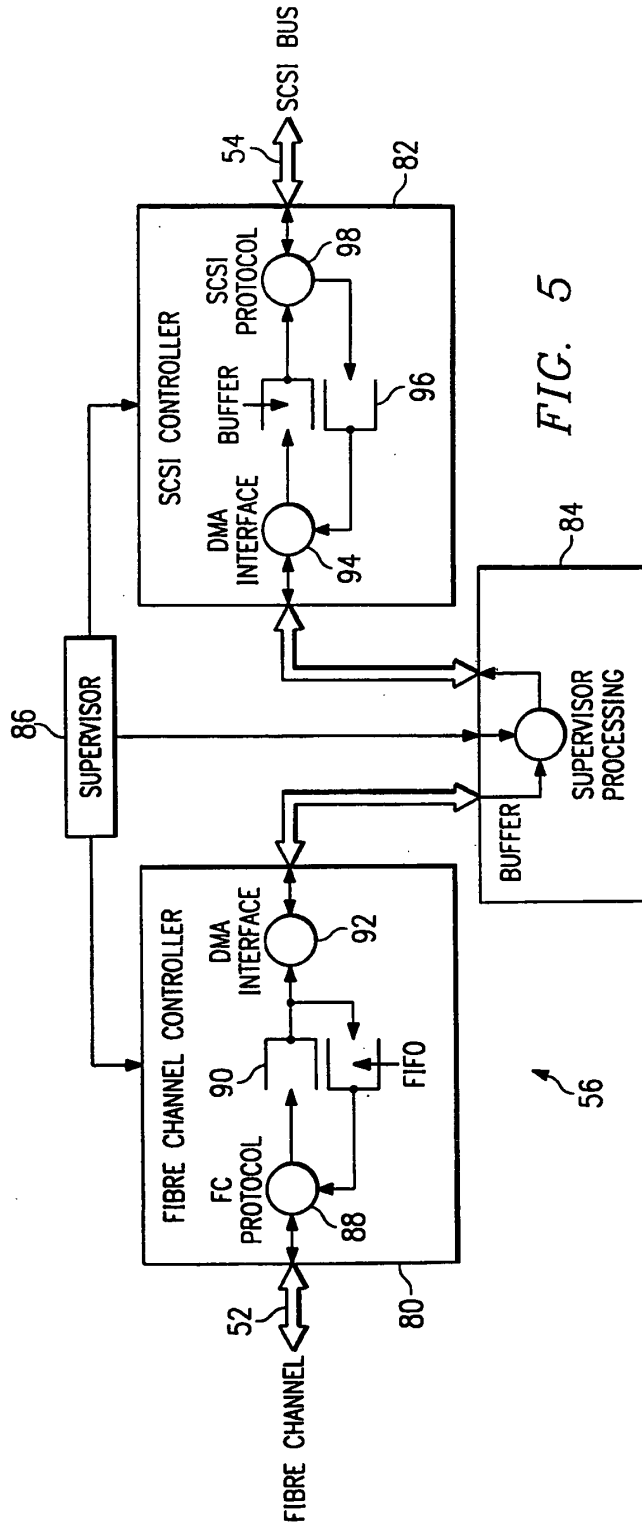 86
SUPERVISOR
FIBRE CHANNEL CONTROLLER
FC
PROTOCOL
88
90
FIFO
DMA
INTERFACE
92
FIBRE CHANNEL
52
80
SCSI CONTROLLER
DMA
INTERFACE
94
BUFFER
96
SCSI
PROTOCOL
98
54
SCSI BUS
82
BUFFER
SUPERVISOR
PROCESSING
84
56
FIG. 5